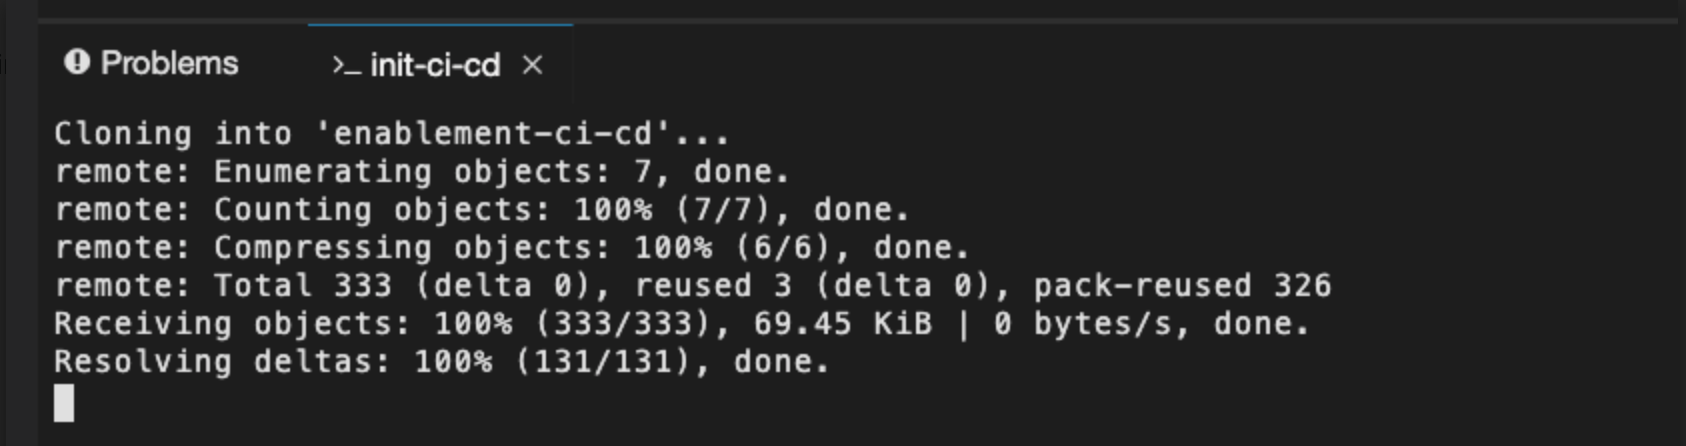 Problems >_ init-ci-cd ×
Cloning into 'enablement-ci-cd'...
remote: Enumerating objects: 7, done.
remote: Counting objects: 100% (7/7), done.
remote: Compressing objects: 100% (6/6), done.
remote: Total 333 (delta 0), reused 3 (delta 0), pack-reused 326
Receiving objects: 100% (333/333), 69.45 KiB | 0 bytes/s, done.
Resolving deltas: 100% (131/131), done.